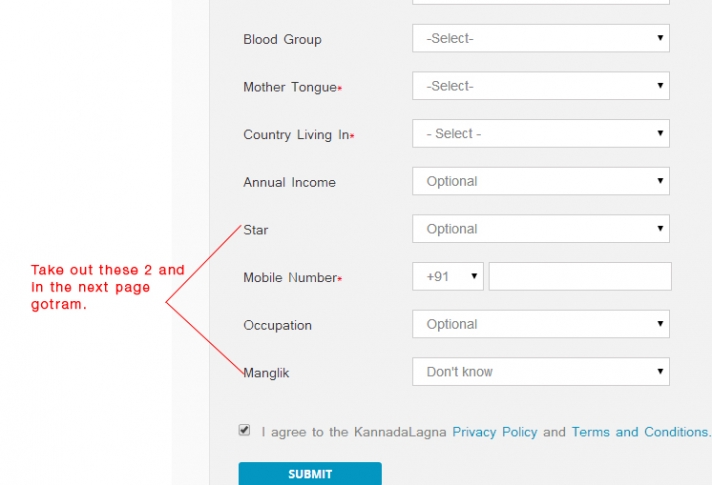 Blood Group -Select-
Mother Tongue* -Select-
Country Living In* - Select -
Annual Income Optional
Star Optional
Take out these 2 and
in the next page
gotram.
Mobile Number* +91
Occupation Optional
Manglik Don't know
I agree to the KannadaLagna Privacy Policy and Terms and Conditions.
SUBMIT